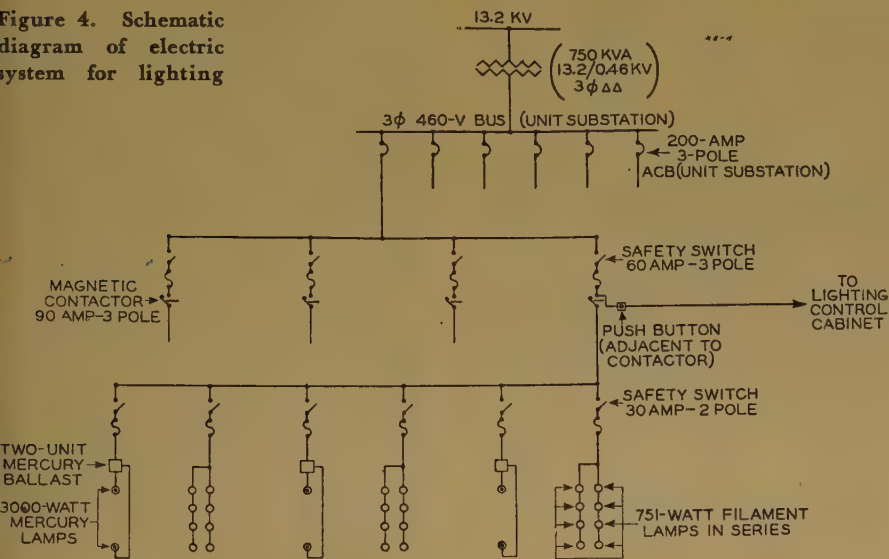 Figure 4. Schematic
diagram of electric
system for lighting
13.2 KV
750 KVA
13.2/0.46 KV
3ϕ ΔΔ
3ϕ 460-V BUS (UNIT SUBSTATION)
200-AMP
3-POLE
ACB(UNIT SUBSTATION)
SAFETY SWITCH
60 AMP-3 POLE
MAGNETIC
CONTACTOR
90 AMP-3 POLE
TO
LIGHTING
CONTROL
CABINET
PUSH BUTTON
(ADJACENT TO
CONTACTOR)
SAFETY SWITCH
30 AMP-2 POLE
TWO-UNIT
MERCURY
BALLAST
3000-WATT
MERCURY
LAMPS
751-WATT FILAMENT
LAMPS IN SERIES